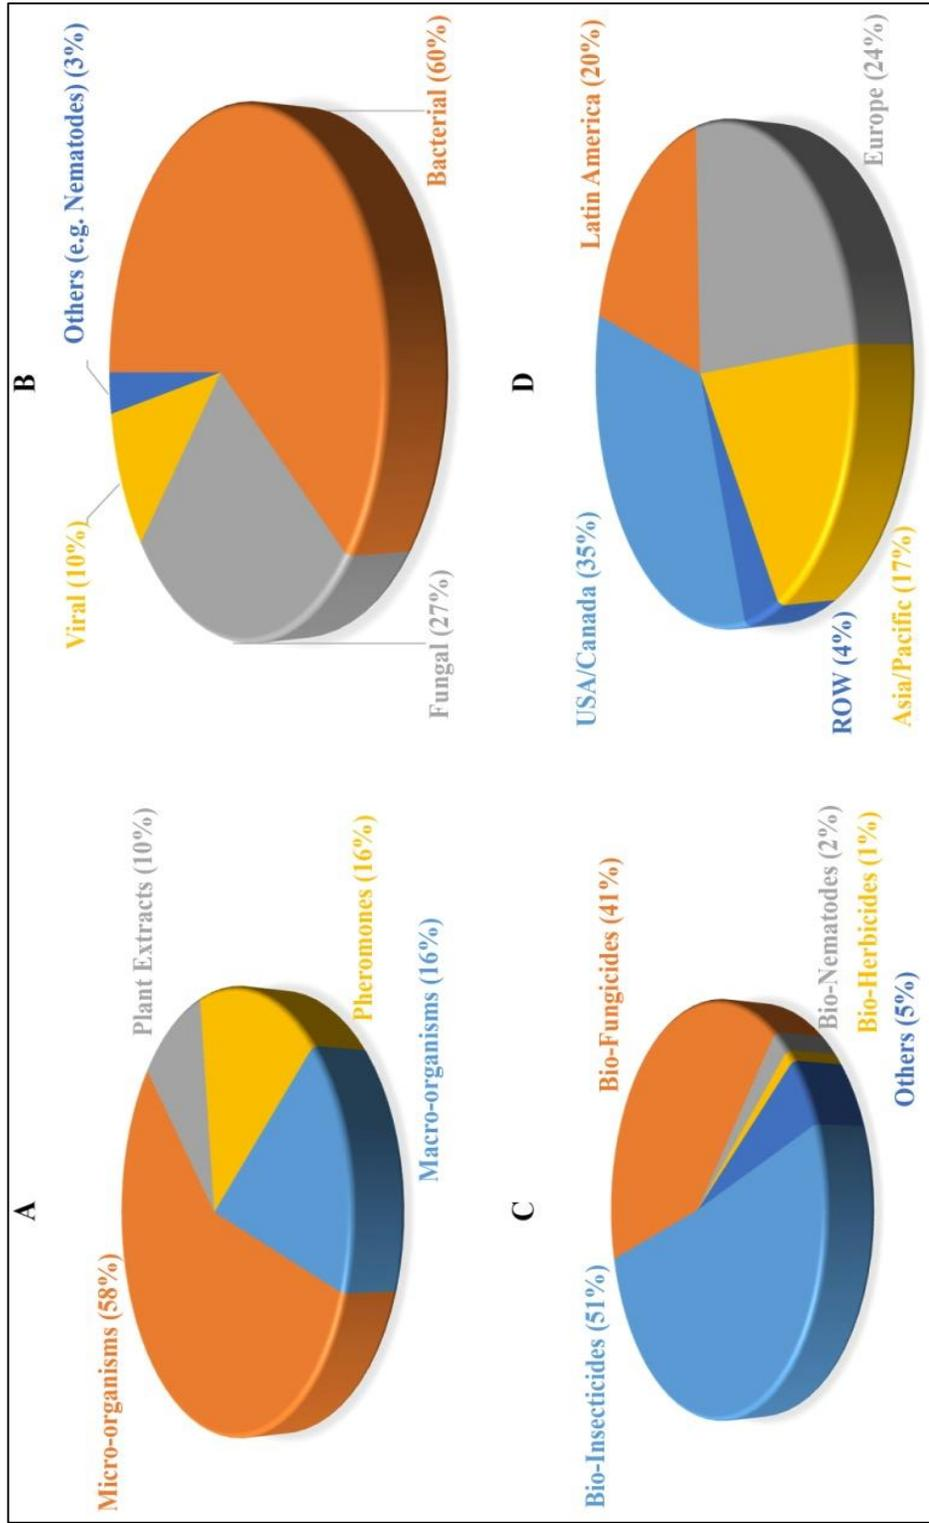 A
Micro-organisms (58%)
Plant Extracts (10%)
Pheromones (16%)
Macro-organisms (16%)
B
Others (e.g. Nematodes) (3%)
Viral (10%)
Fungal (27%)
Bacterial (60%)
C
Bio-Insecticides (51%)
Bio-Fungicides (41%)
Bio-Nematodes (2%)
Bio-Herbicides (1%)
Others (5%)
D
USA/Canada (35%)
Latin America (20%)
ROW (4%)
Asia/Pacific (17%)
Europe (24%)